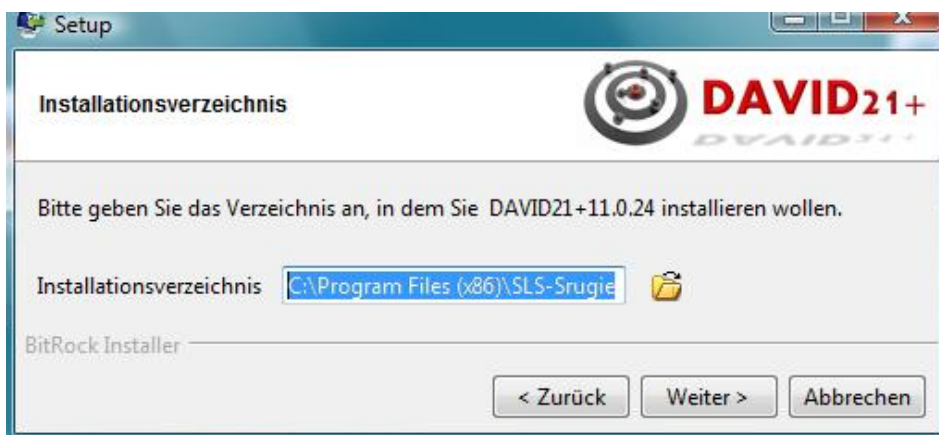 Setup
Installationsverzeichnis
DAVID21+
Bitte geben Sie das Verzeichnis an, in dem Sie DAVID21+11.0.24 installieren wollen.
Installationsverzeichnis C:\Program Files (x86)\SLS-Srugie
BitRock Installer
< Zurück Weiter > Abbrechen